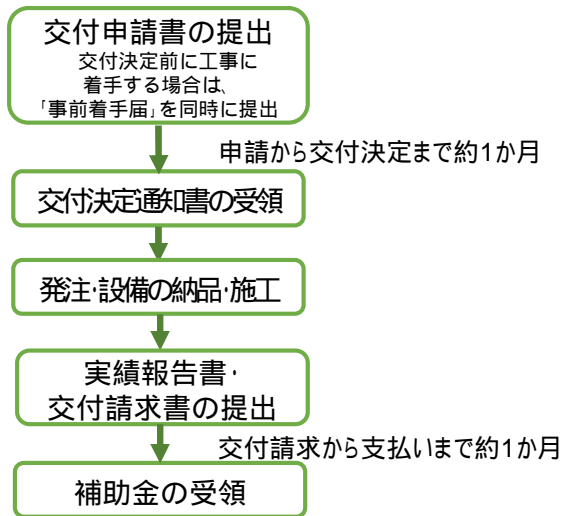 交付申請書の提出
交付決定前に工事に
着手する場合は、
「事前着手届」を同時に提出
申請から交付決定まで約1か月
交付決定通知書の受領
発注・設備の納品・施工
実績報告書・
交付請求書の提出
交付請求から支払いまで約1か月
補助金の受領